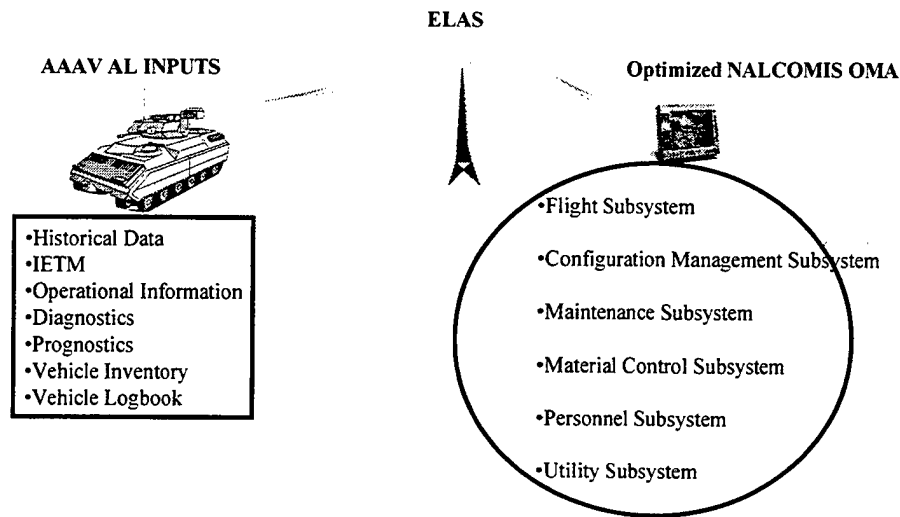 ELAS
AAAV AL INPUTS
Optimized NALCOMIS OMA
•Historical Data
•IETM
•Operational Information
•Diagnostics
•Prognostics
•Vehicle Inventory
•Vehicle Logbook
•Flight Subsystem
•Configuration Management Subsystem
•Maintenance Subsystem
•Material Control Subsystem
•Personnel Subsystem
•Utility Subsystem